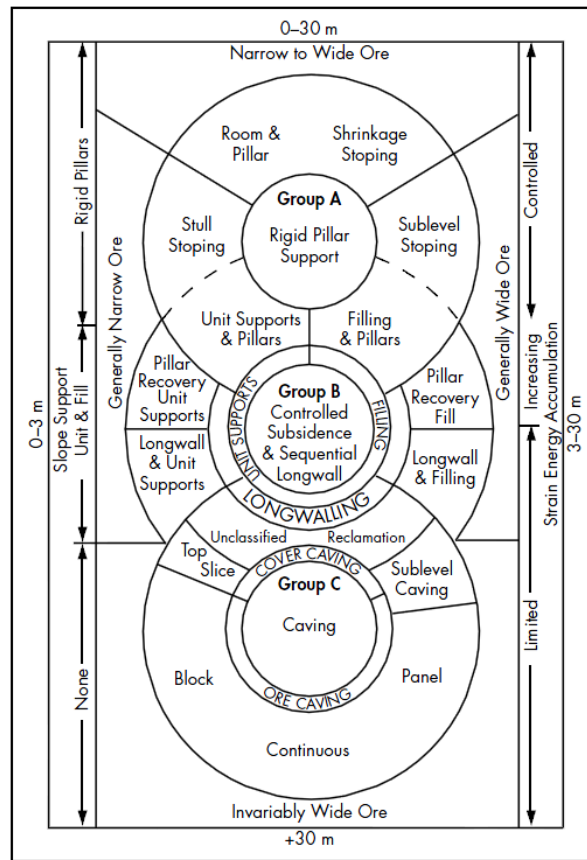 0–30 m
Narrow to Wide Ore
Room &
Pillar
Shrinkage
Stoping
Group A
Rigid Pillar
Support
Stull
Stoping
Sublevel
Stoping
Rigid Pillars
Controlled
Generally Narrow Ore
Generally Wide Ore
Unit Supports
& Pillars
Filling
& Pillars
Pillar
Recovery
Unit
Supports
UNIT SUPPORTS
Group B
Controlled
Subsidence
& Sequential
Longwall
FILLING
Pillar
Recovery
Fill
Longwall
& Unit
Supports
LONGWALLING
Longwall
& Filling
0–3 m
Slope Support
Unit & Fill
Increasing
Strain Energy Accumulation
3–30 m
Unclassified
Reclamation
Top
Slice
COVER CAVING
Sublevel
Caving
Group C
Caving
Block
Panel
ORE CAVING
Continuous
None
Limited
Invariably Wide Ore
+30 m